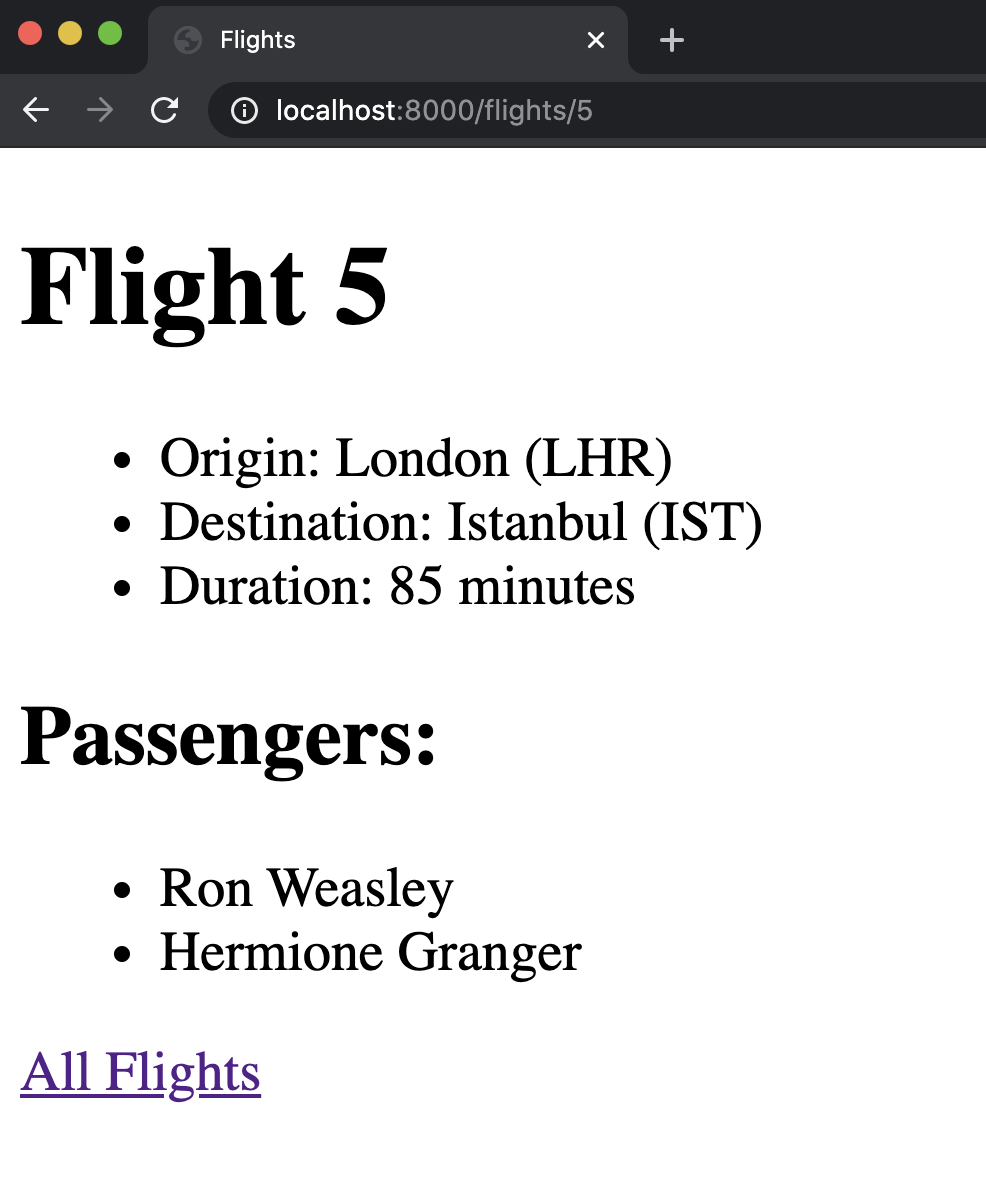 Flights
localhost:8000/flights/5
Flight 5
Origin: London (LHR)
Destination: Istanbul (IST)
Duration: 85 minutes
Passengers:
Ron Weasley
Hermione Granger
All Flights